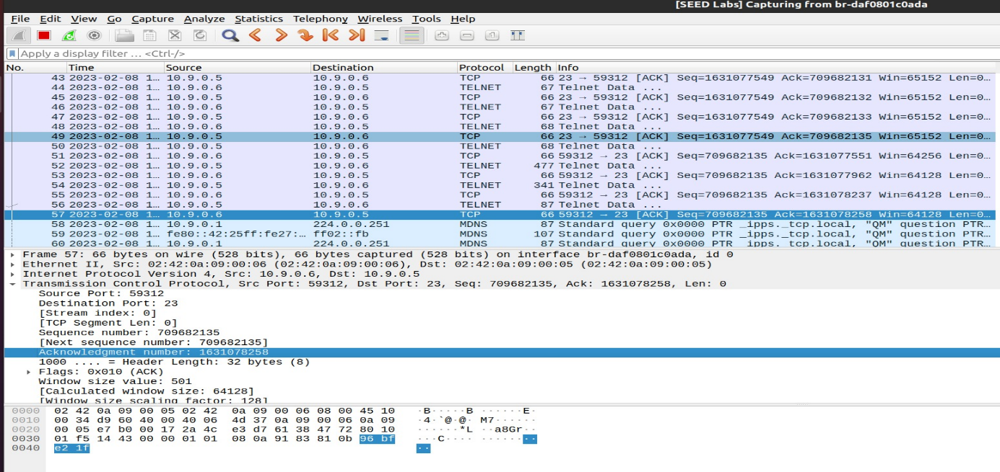 [SEED Labs] Capturing from br-daf0801c0ada
File Edit View Go Capture Analyze Statistics Telephony Wireless Tools Help
Apply a display filter ... <Ctrl-/>
No. Time Source Destination Protocol Length Info
43 2023-02-08 1… 10.9.0.5 10.9.0.6 TCP 66 23 → 59312 [ACK] Seq=1631077549 Ack=709682131 Win=65152 Len=0…
44 2023-02-08 1… 10.9.0.6 10.9.0.5 TELNET 67 Telnet Data ...
45 2023-02-08 1… 10.9.0.5 10.9.0.6 TCP 66 23 → 59312 [ACK] Seq=1631077549 Ack=709682132 Win=65152 Len=0…
46 2023-02-08 1… 10.9.0.6 10.9.0.5 TELNET 67 Telnet Data ...
47 2023-02-08 1… 10.9.0.5 10.9.0.6 TCP 66 23 → 59312 [ACK] Seq=1631077549 Ack=709682133 Win=65152 Len=0…
48 2023-02-08 1… 10.9.0.6 10.9.0.5 TELNET 68 Telnet Data ...
49 2023-02-08 1… 10.9.0.5 10.9.0.6 TCP 66 23 → 59312 [ACK] Seq=1631077549 Ack=709682135 Win=65152 Len=0…
50 2023-02-08 1… 10.9.0.5 10.9.0.6 TELNET 68 Telnet Data ...
51 2023-02-08 1… 10.9.0.6 10.9.0.5 TCP 66 59312 → 23 [ACK] Seq=709682135 Ack=1631077551 Win=64256 Len=0…
52 2023-02-08 1… 10.9.0.5 10.9.0.6 TELNET 477 Telnet Data ...
53 2023-02-08 1… 10.9.0.6 10.9.0.5 TCP 66 59312 → 23 [ACK] Seq=709682135 Ack=1631077962 Win=64128 Len=0…
54 2023-02-08 1… 10.9.0.5 10.9.0.6 TELNET 341 Telnet Data ...
55 2023-02-08 1… 10.9.0.6 10.9.0.5 TCP 66 59312 → 23 [ACK] Seq=709682135 Ack=1631078237 Win=64128 Len=0…
56 2023-02-08 1… 10.9.0.5 10.9.0.6 TELNET 87 Telnet Data ...
57 2023-02-08 1… 10.9.0.6 10.9.0.5 TCP 66 59312 → 23 [ACK] Seq=709682135 Ack=1631078258 Win=64128 Len=0…
58 2023-02-08 1… 10.9.0.1 224.0.0.251 MDNS 87 Standard query 0x0000 PTR _ipps._tcp.local, "QM" question PTR…
59 2023-02-08 1… fe80::42:25ff:fe27:… ff02::fb MDNS 107 Standard query 0x0000 PTR _ipps._tcp.local, "QM" question PTR…
60 2023-02-08 1… 10.9.0.1 224.0.0.251 MDNS 87 Standard query 0x0000 PTR _ipps._tcp.local, "QM" question PTR…
Frame 57: 66 bytes on wire (528 bits), 66 bytes captured (528 bits) on interface br-daf0801c0ada, id 0
Ethernet II, Src: 02:42:0a:09:00:06 (02:42:0a:09:00:06), Dst: 02:42:0a:09:00:05 (02:42:0a:09:00:05)
Internet Protocol Version 4, Src: 10.9.0.6, Dst: 10.9.0.5
Transmission Control Protocol, Src Port: 59312, Dst Port: 23, Seq: 709682135, Ack: 1631078258, Len: 0
Source Port: 59312
Destination Port: 23
[Stream index: 0]
[TCP Segment Len: 0]
Sequence number: 709682135
[Next sequence number: 709682135]
Acknowledgment number: 1631078258
1000 .... = Header Length: 32 bytes (8)
Flags: 0x010 (ACK)
Window size value: 501
[Calculated window size: 64128]
[Window size scaling factor: 128]
0000 02 42 0a 09 00 05 02 42 0a 09 00 06 08 00 45 10 ·B·····B ······E·
0010 00 34 d9 60 40 00 40 06 4d 37 0a 09 00 06 0a 09 ·4·`@·@· M7······
0020 00 05 e7 b0 00 17 2a 4c e3 d7 61 38 47 72 80 10 ······*L ··a8Gr··
0030 01 f5 14 43 00 00 01 01 08 0a 91 83 81 0b 96 bf ···C···· ········
0040 e2 1f ··